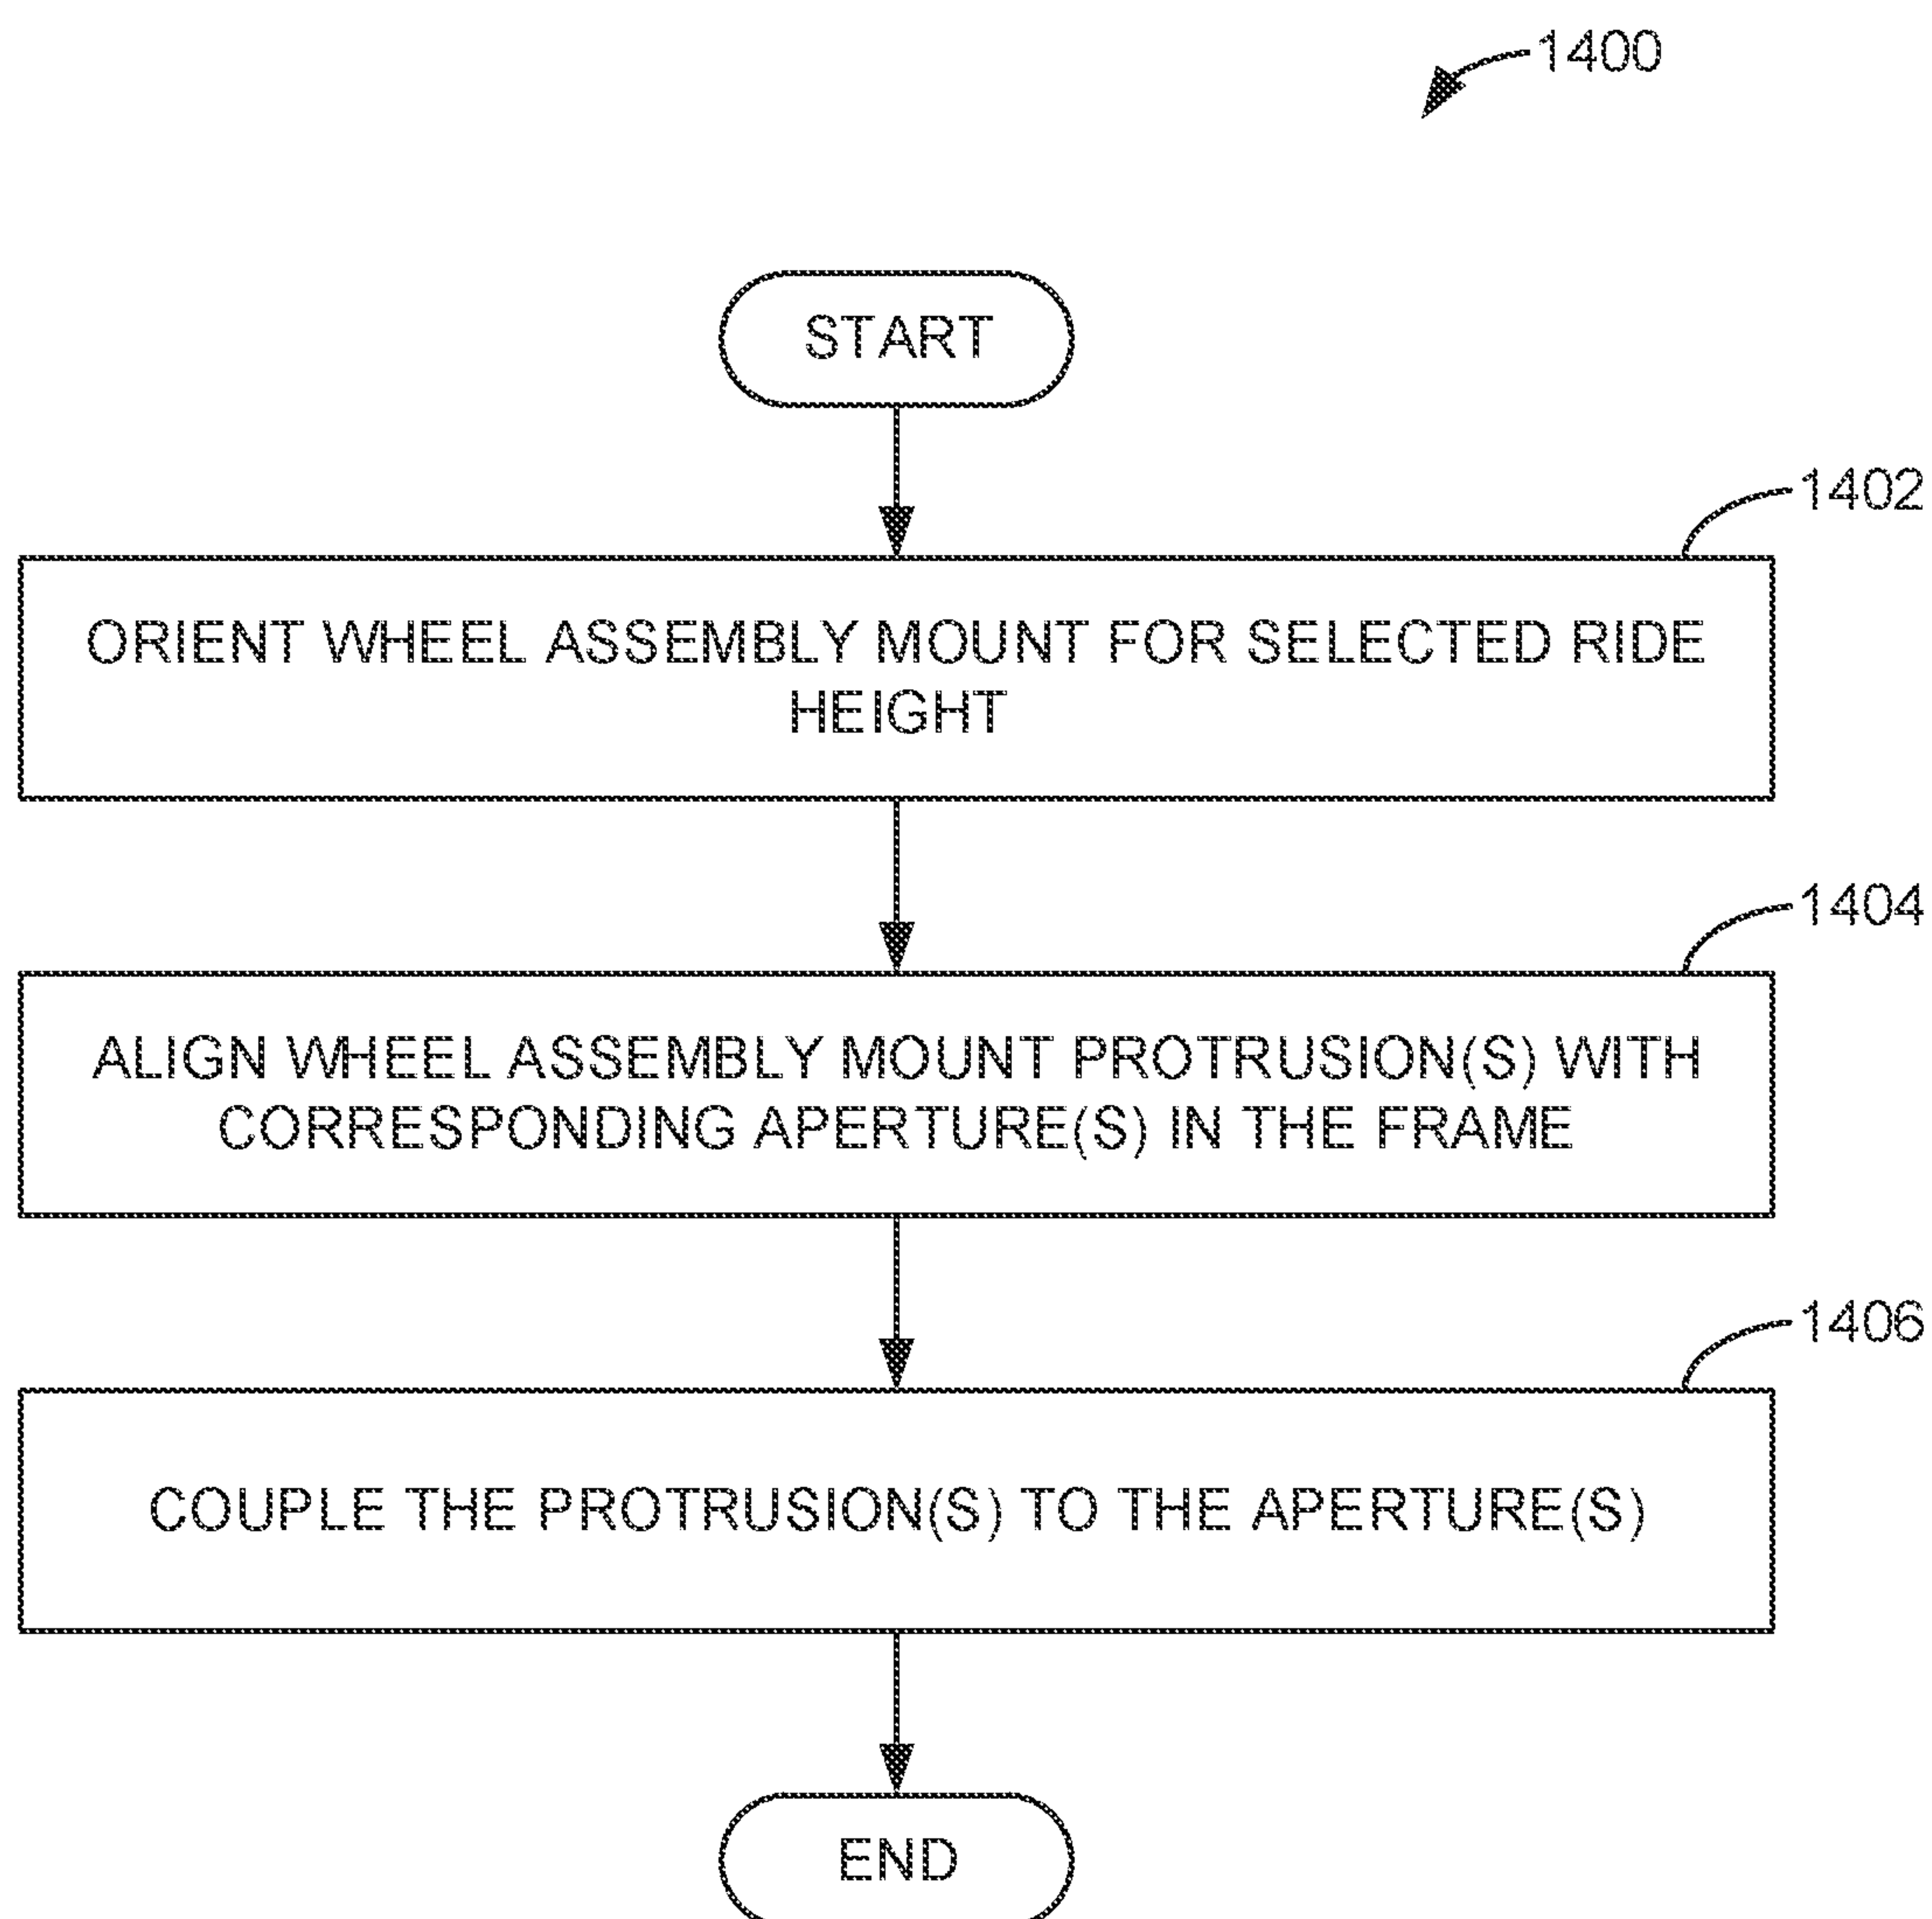 1400
START
1402
ORIENT WHEEL ASSEMBLY MOUNT FOR SELECTED RIDE
HEIGHT
1404
ALIGN WHEEL ASSEMBLY MOUNT PROTRUSION(S) WITH
CORRESPONDING APERTURE(S) IN THE FRAME
1406
COUPLE THE PROTRUSION(S) TO THE APERTURE(S)
END